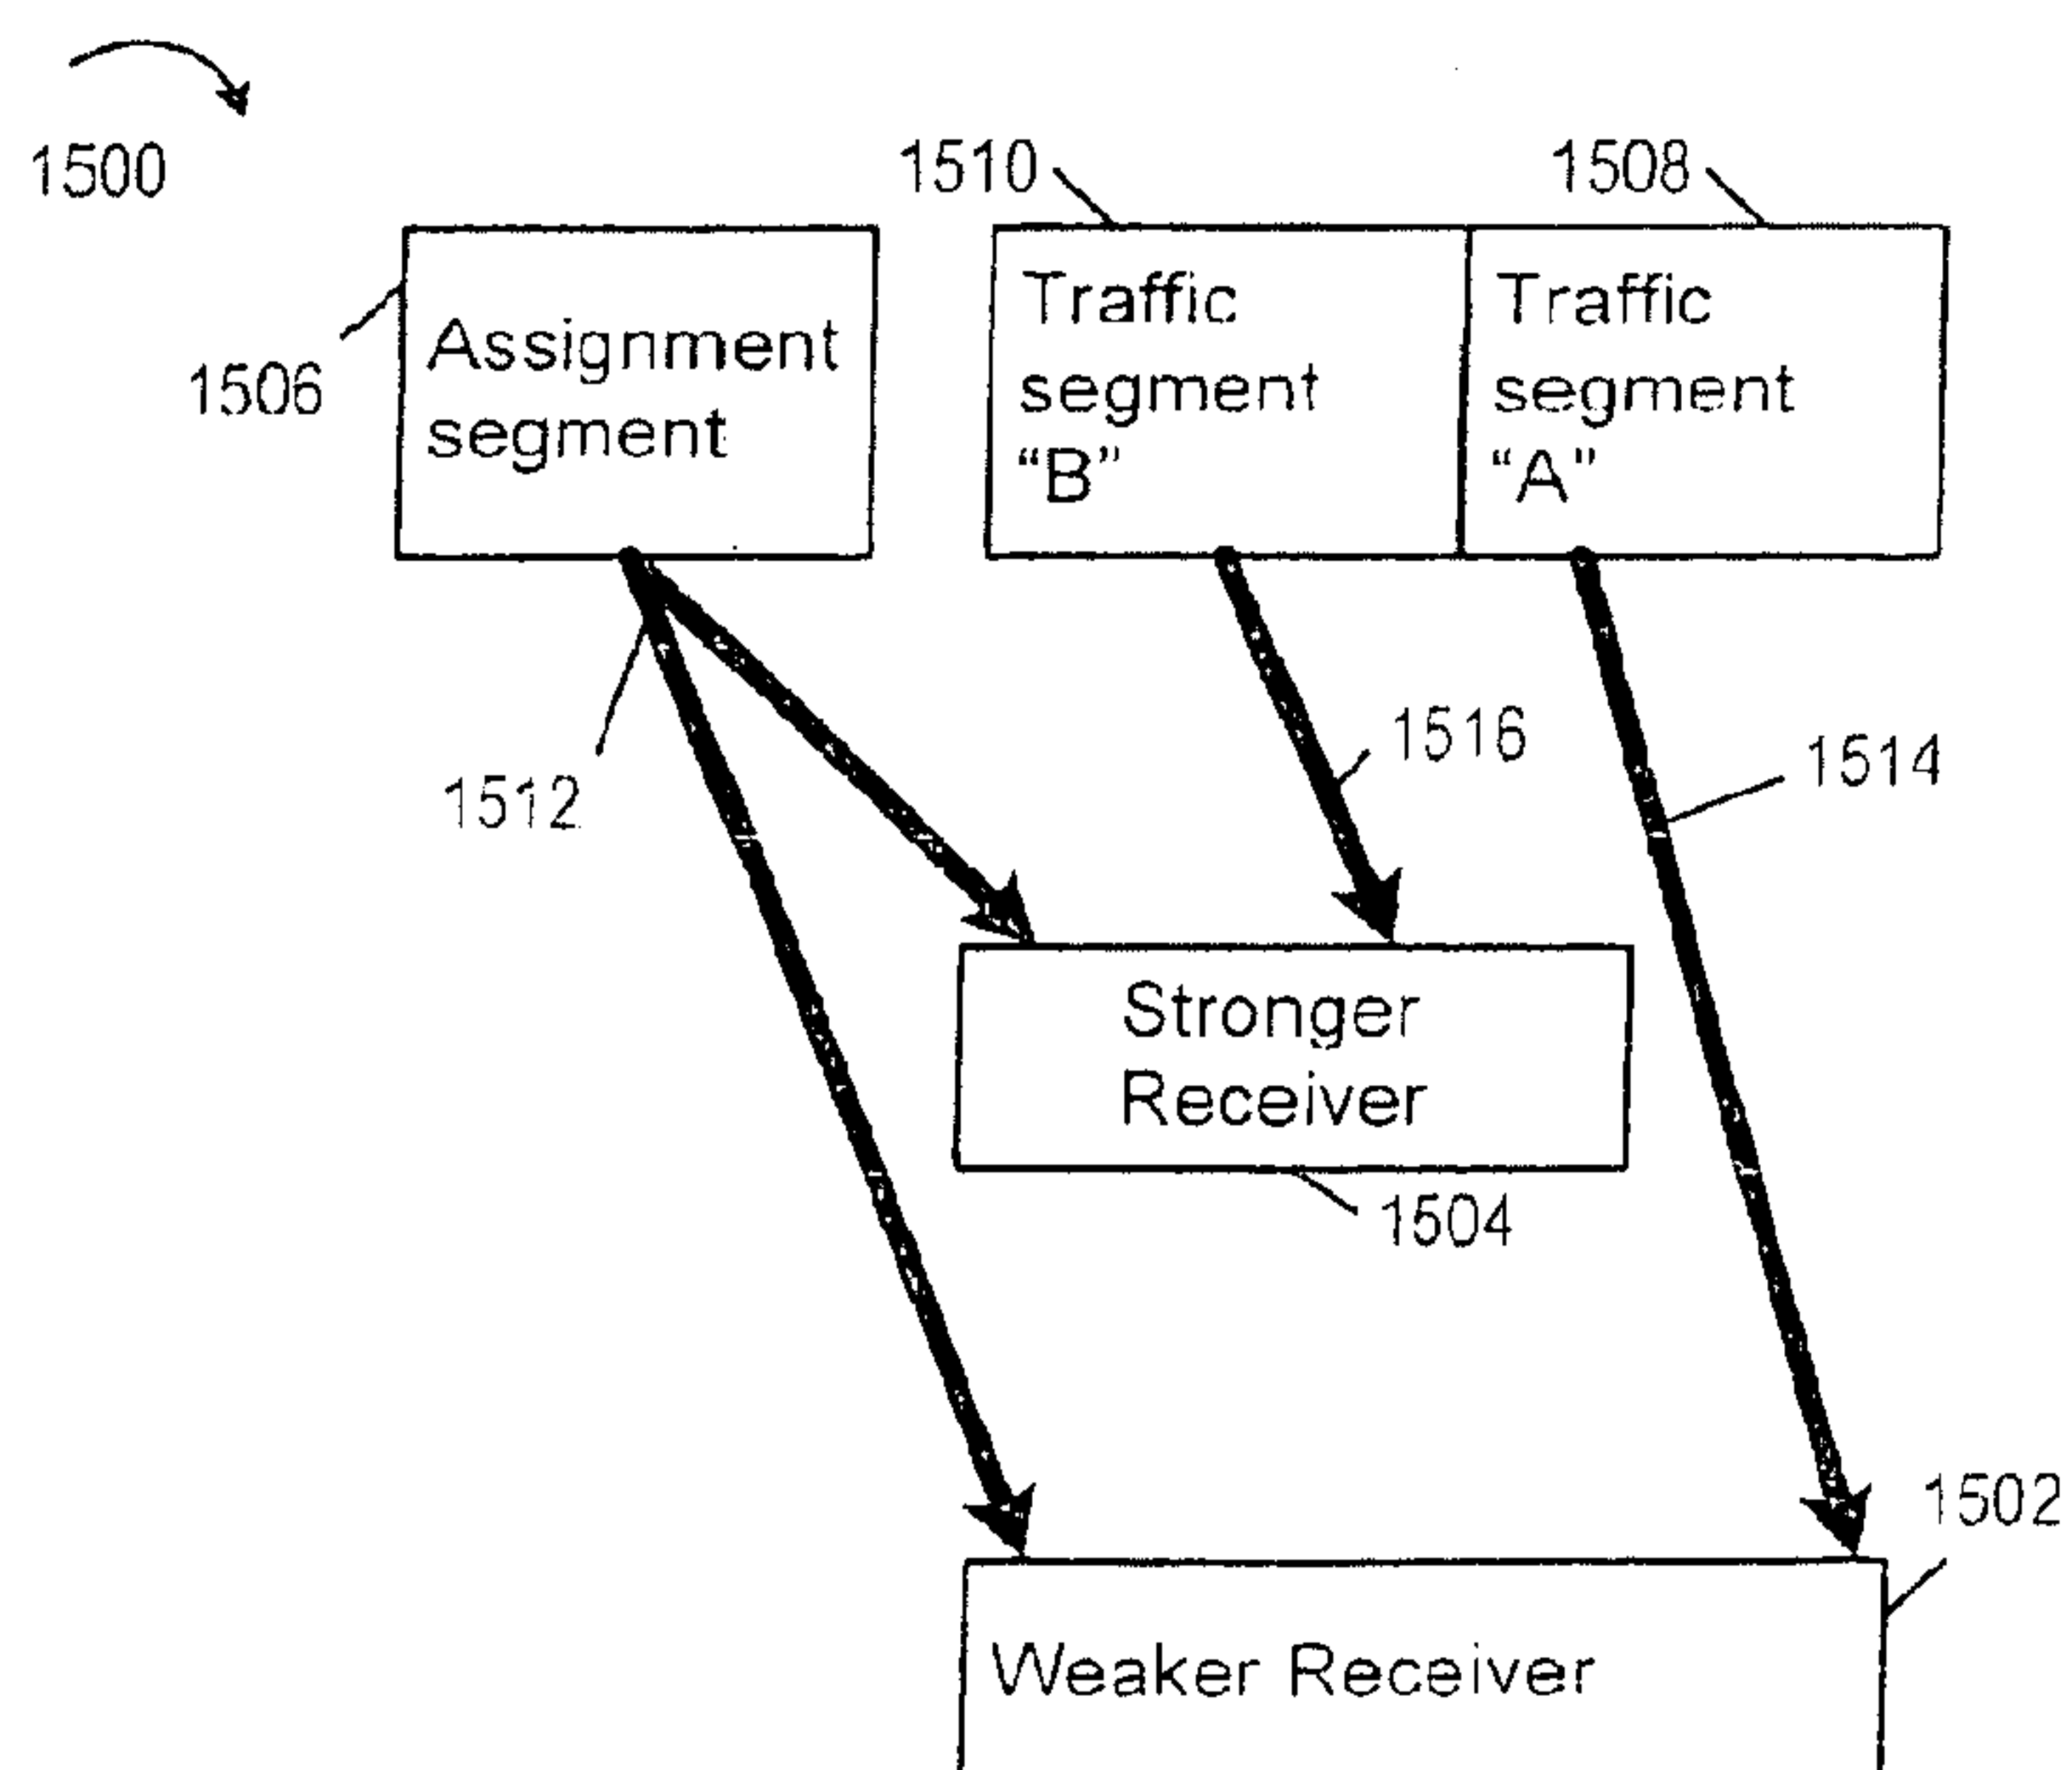 1500
1510
1508
1506
Assignment
segment
Traffic
segment
“B”
Traffic
segment
“A”
1512
1516
1514
Stronger
Receiver
1504
1502
Weaker Receiver